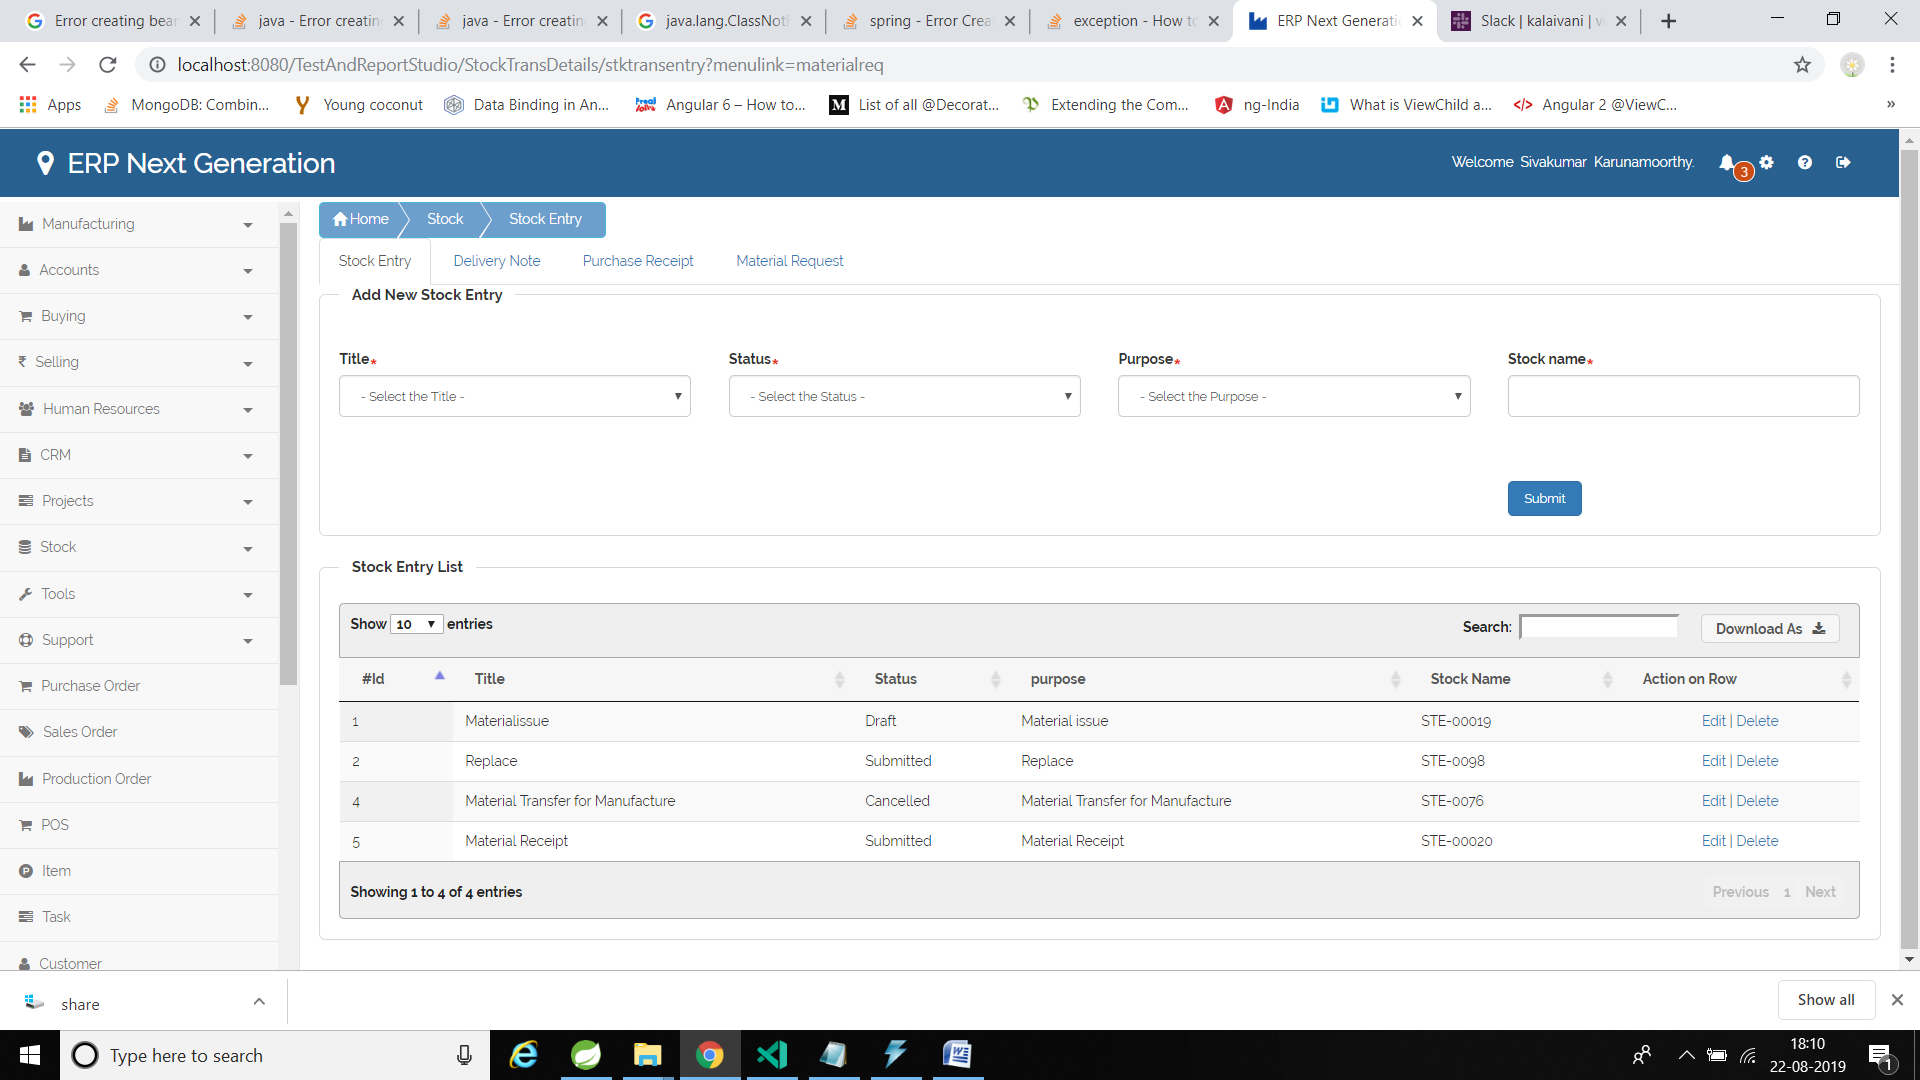 Error creating bear
java - Error creatin
java - Error creatin
java.lang.ClassNot
spring - Error Crea
exception - How to
ERP Next Generati
Slack | kalaivani | v
localhost:8080/TestAndReportStudio/StockTransDetails/stktransentry?menulink=materialreq
Apps
MongoDB: Combin...
Young coconut
Data Binding in An...
Angular 6 – How to...
List of all @Decorat...
Extending the Com...
ng-India
What is ViewChild a...
Angular 2 @ViewC...
ERP Next Generation
Welcome Sivakumar Karunamoorthy.
3
Manufacturing
Accounts
Buying
Selling
Human Resources
CRM
Projects
Stock
Tools
Support
Purchase Order
Sales Order
Production Order
POS
Item
Task
Customer
Home Stock Stock Entry
Stock Entry Delivery Note Purchase Receipt Material Request
Add New Stock Entry
Title* Status* Purpose* Stock name*
- Select the Title - - Select the Status - - Select the Purpose -
Submit
Stock Entry List
Show 10 entries Search: Download As
#Id Title Status purpose Stock Name Action on Row
1 Materialissue Draft Material issue STE-00019 Edit | Delete
2 Replace Submitted Replace STE-0098 Edit | Delete
4 Material Transfer for Manufacture Cancelled Material Transfer for Manufacture STE-0076 Edit | Delete
5 Material Receipt Submitted Material Receipt STE-00020 Edit | Delete
Showing 1 to 4 of 4 entries Previous 1 Next
share
Show all
Type here to search
18:10
22-08-2019
1